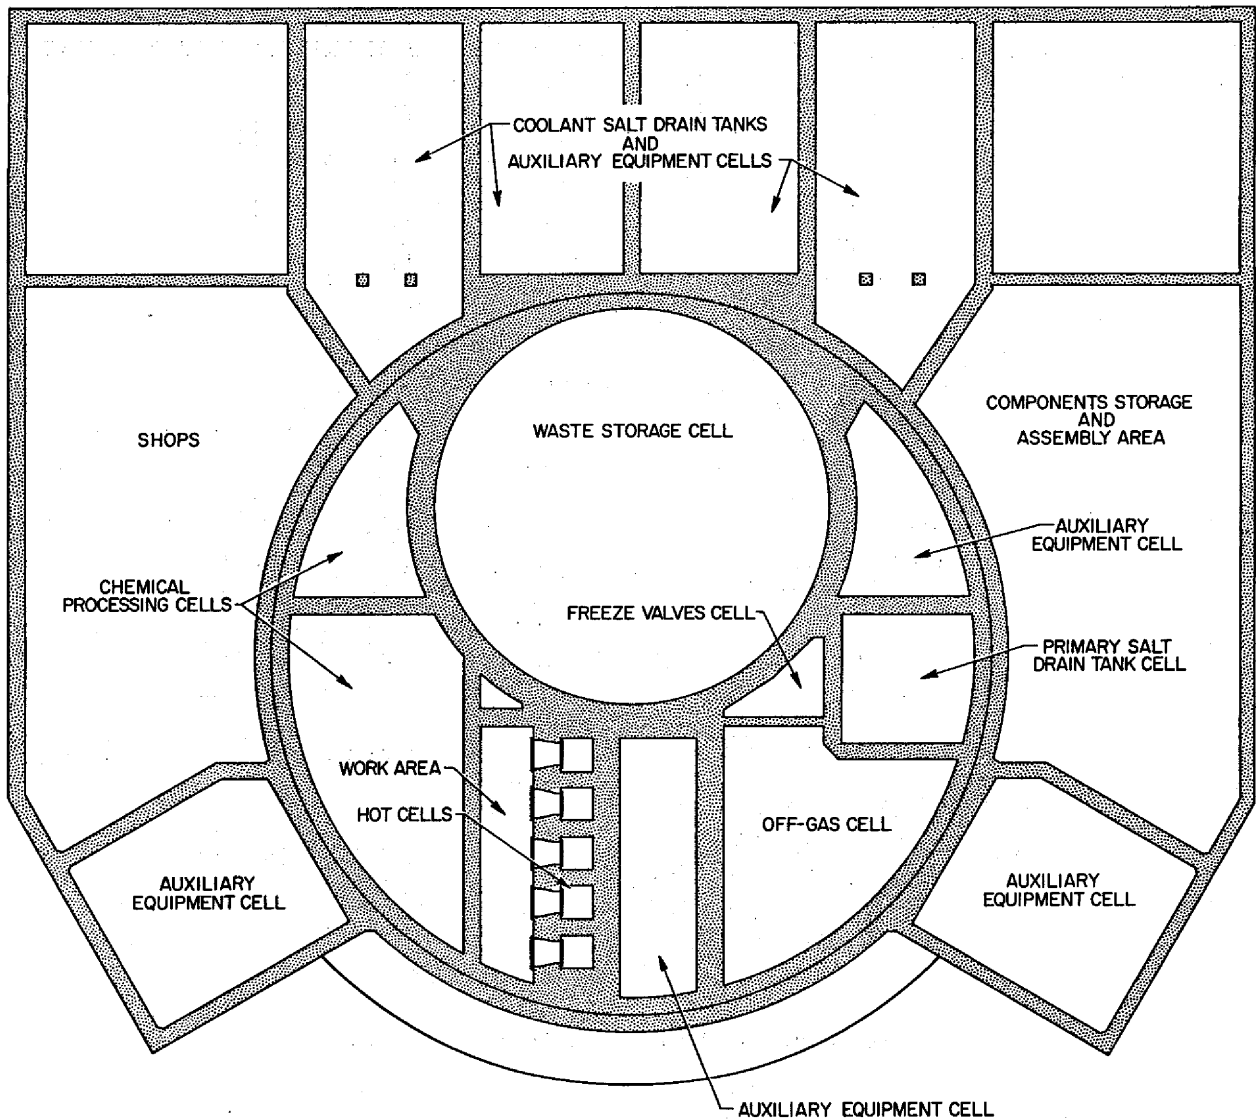 COOLANT SALT DRAIN TANKS
AND
AUXILIARY EQUIPMENT CELLS
SHOPS
WASTE STORAGE CELL
COMPONENTS STORAGE
AND
ASSEMBLY AREA
AUXILIARY
EQUIPMENT CELL
CHEMICAL
PROCESSING CELLS
FREEZE VALVES CELL
PRIMARY SALT
DRAIN TANK CELL
WORK AREA
HOT CELLS
OFF-GAS CELL
AUXILIARY
EQUIPMENT CELL
AUXILIARY
EQUIPMENT CELL
AUXILIARY EQUIPMENT CELL